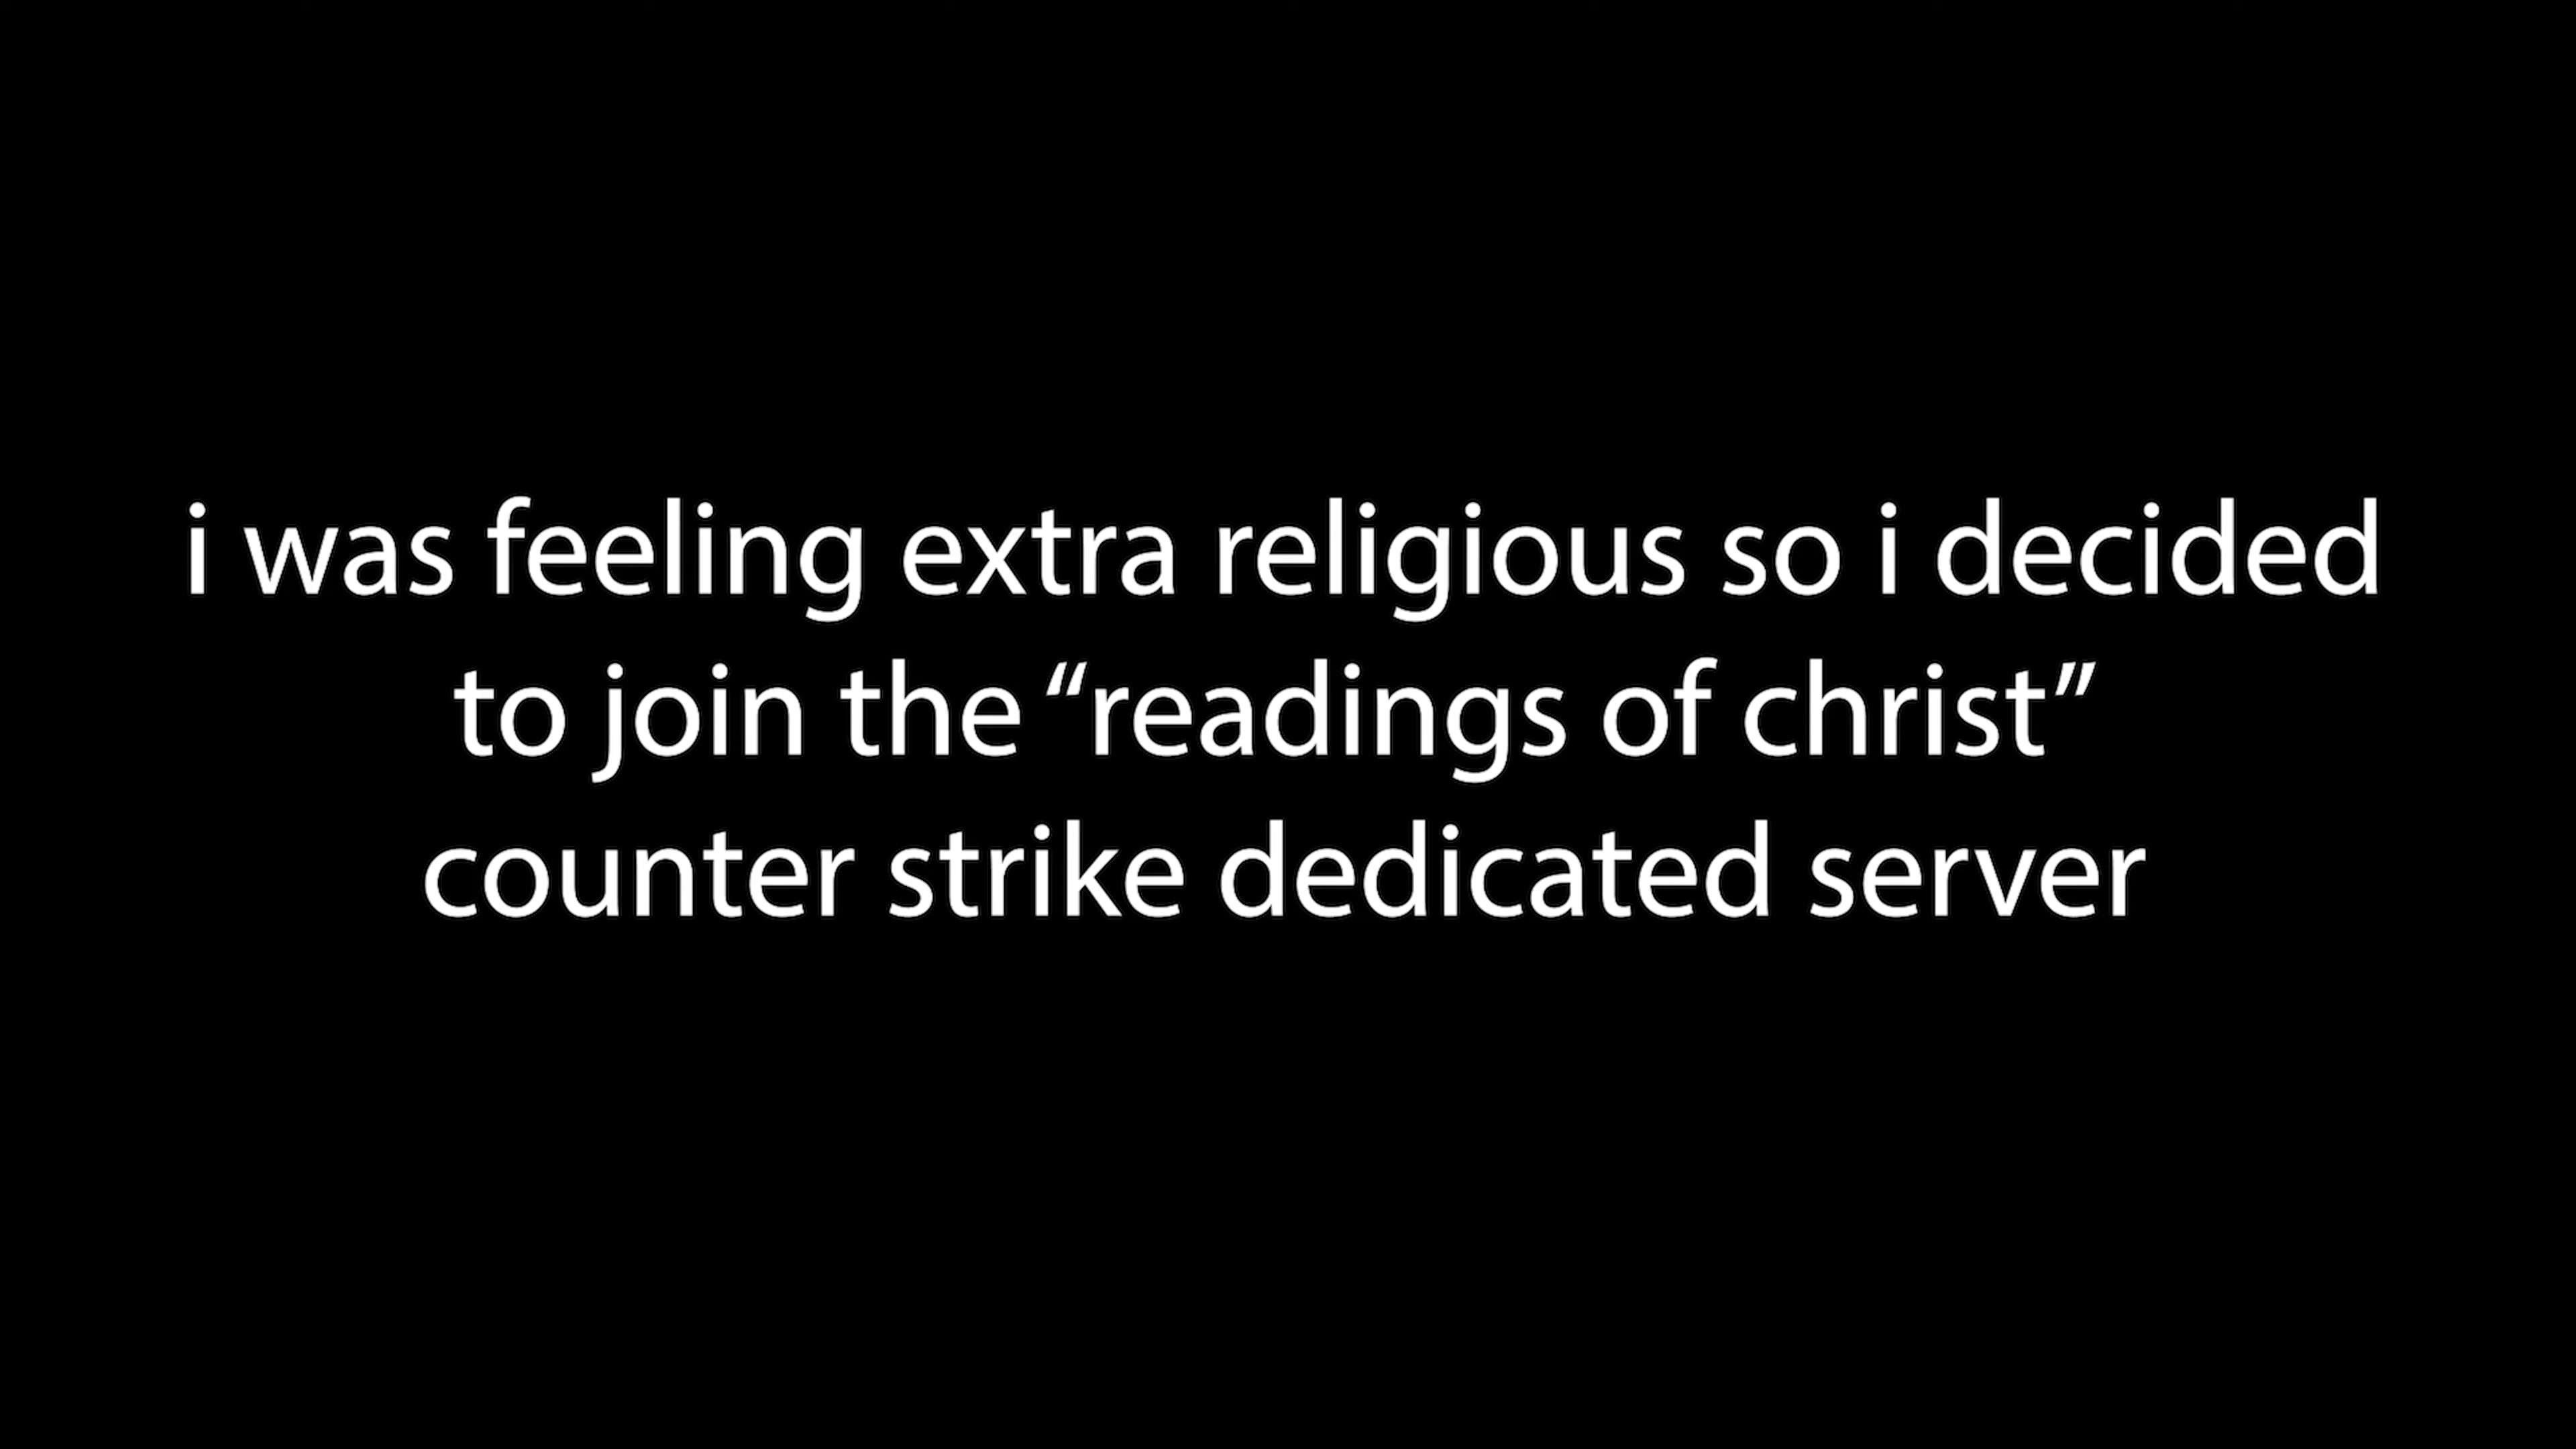 i was feeling extra religious so i decided
to join the “readings of christ”
counter strike dedicated server